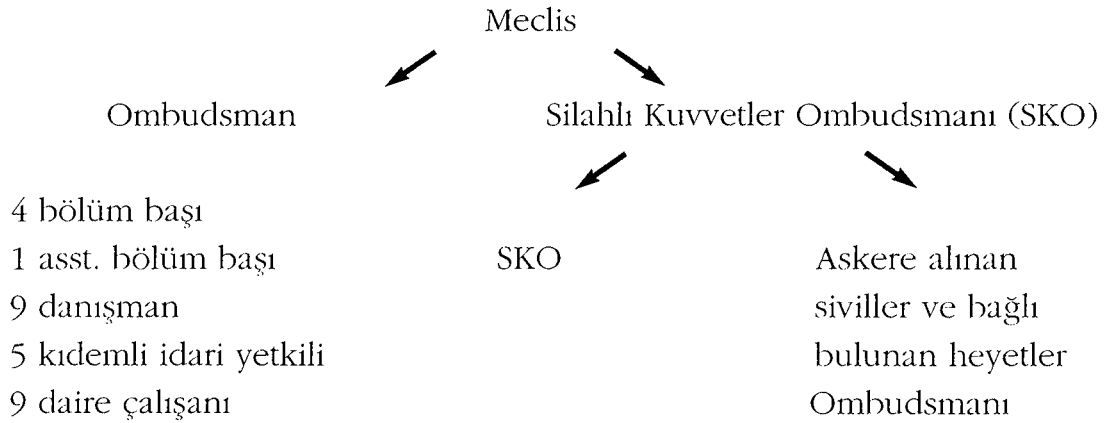 Meclis
Ombudsman
Silahlı Kuvvetler Ombudsmanı (SKO)
4 bölüm başı
1 asst. bölüm başı
9 danışman
5 kıdemli idari yetkili
9 daire çalışanı
SKO
Askere alınan
siviller ve bağlı
bulunan heyetler
Ombudsmanı